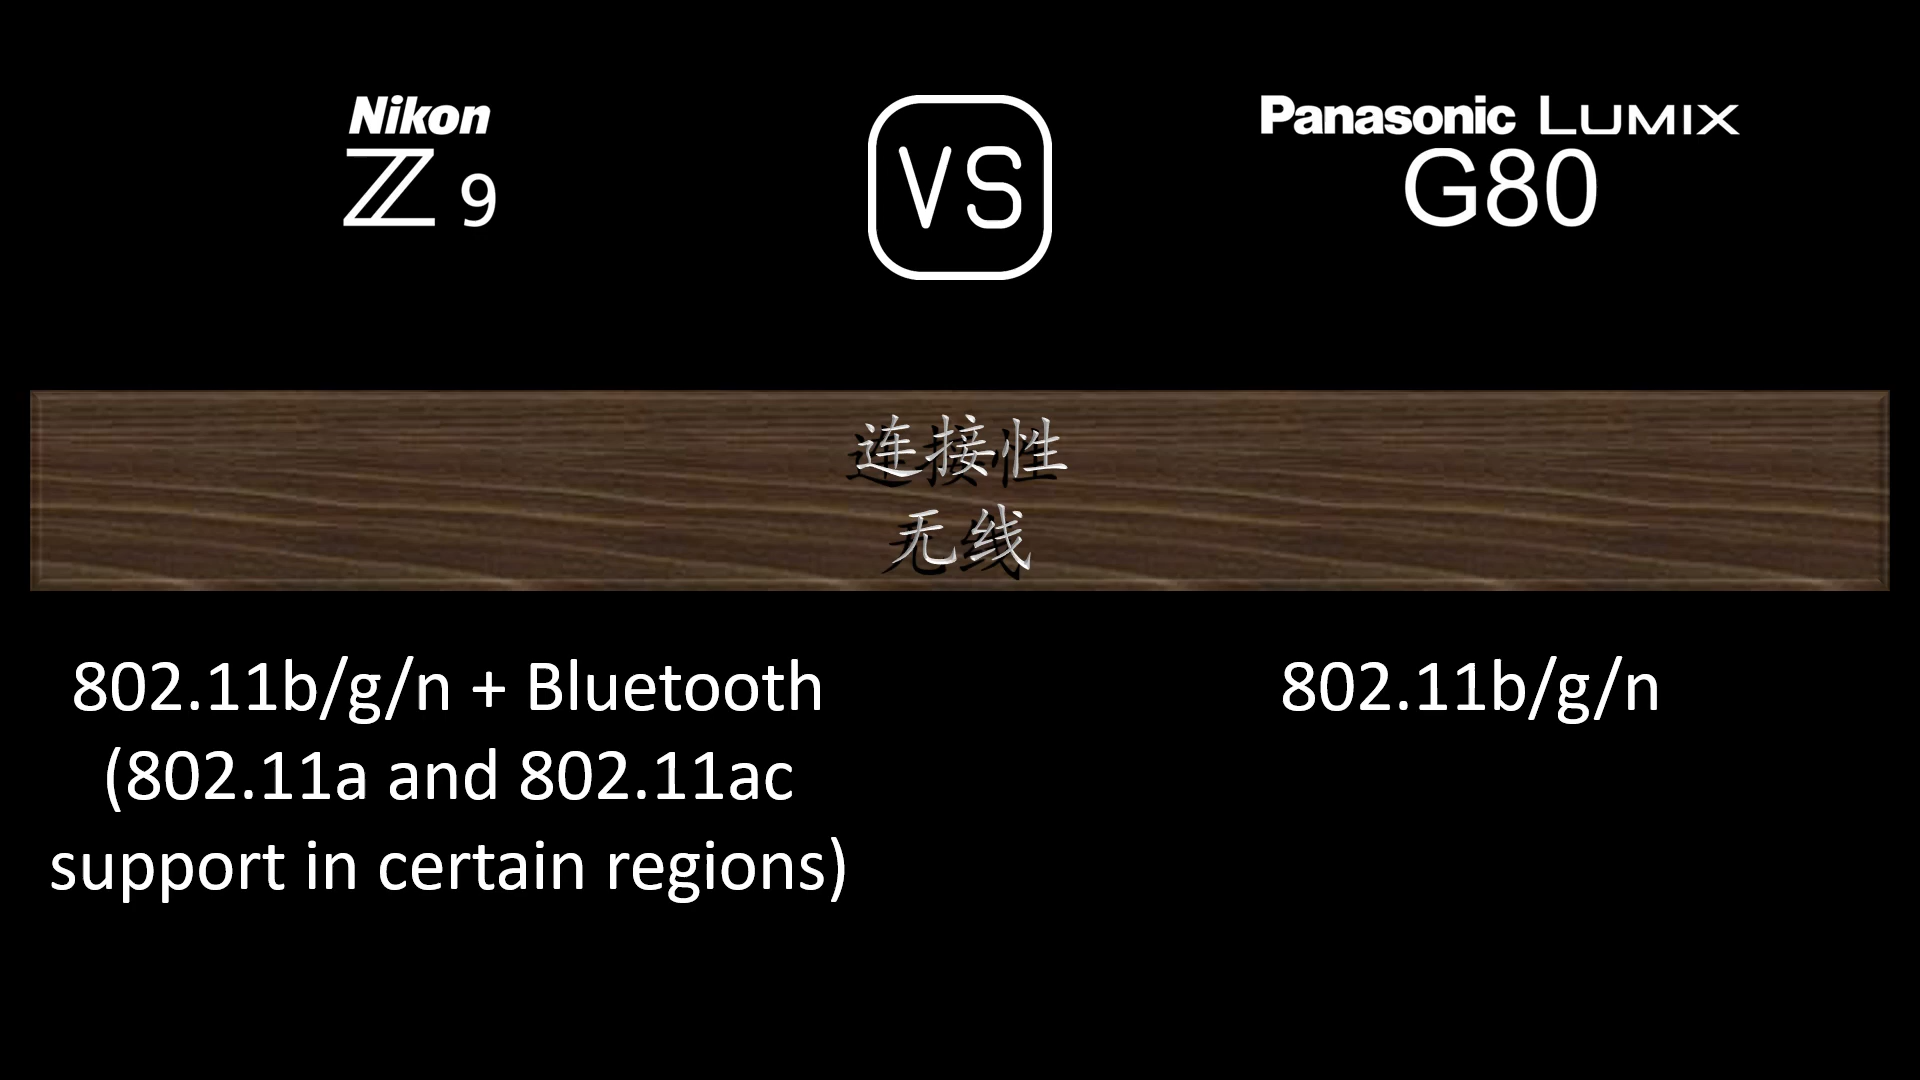 Nikon
Z 9
VS
Panasonic LUMIX
G80
连接性
无线
802.11b/g/n + Bluetooth
(802.11a and 802.11ac
support in certain regions)
802.11b/g/n